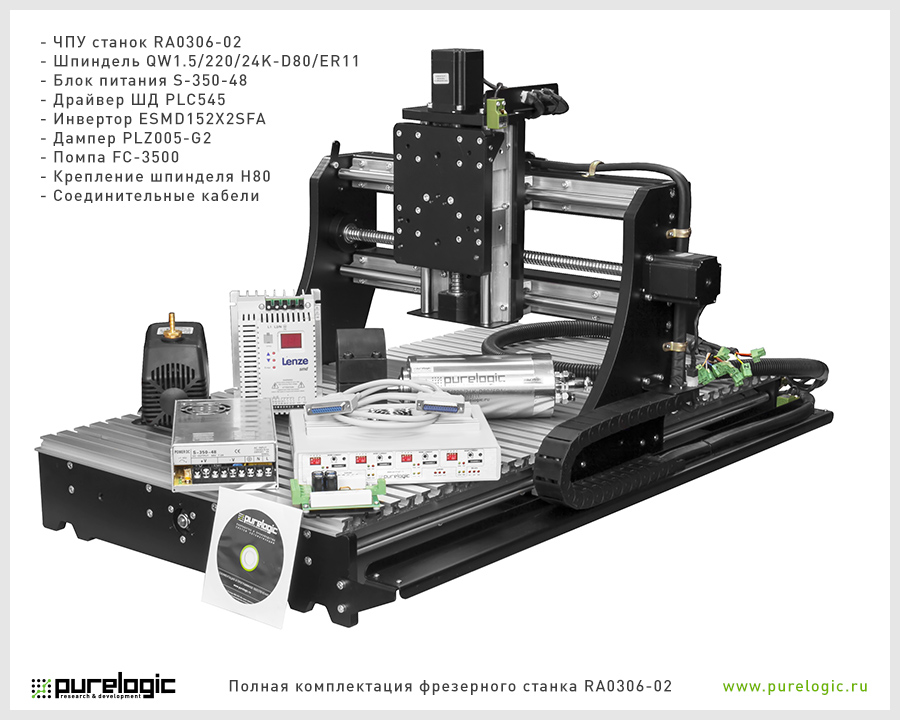 - ЧПУ станок RA0306-02
- Шпиндель QW1.5/220/24K-D80/ER11
- Блок питания S-350-48
- Драйвер ШД PLC545
- Инвертор ESMD152X2SFA
- Дампер PLZ005-G2
- Помпа FC-3500
- Крепление шпинделя H80
- Соединительные кабели
Lenze
smd
purelogic
S-350-48
purelogic
purelogic
purelogic
research & development
Полная комплектация фрезерного станка RA0306-02
www.purelogic.ru